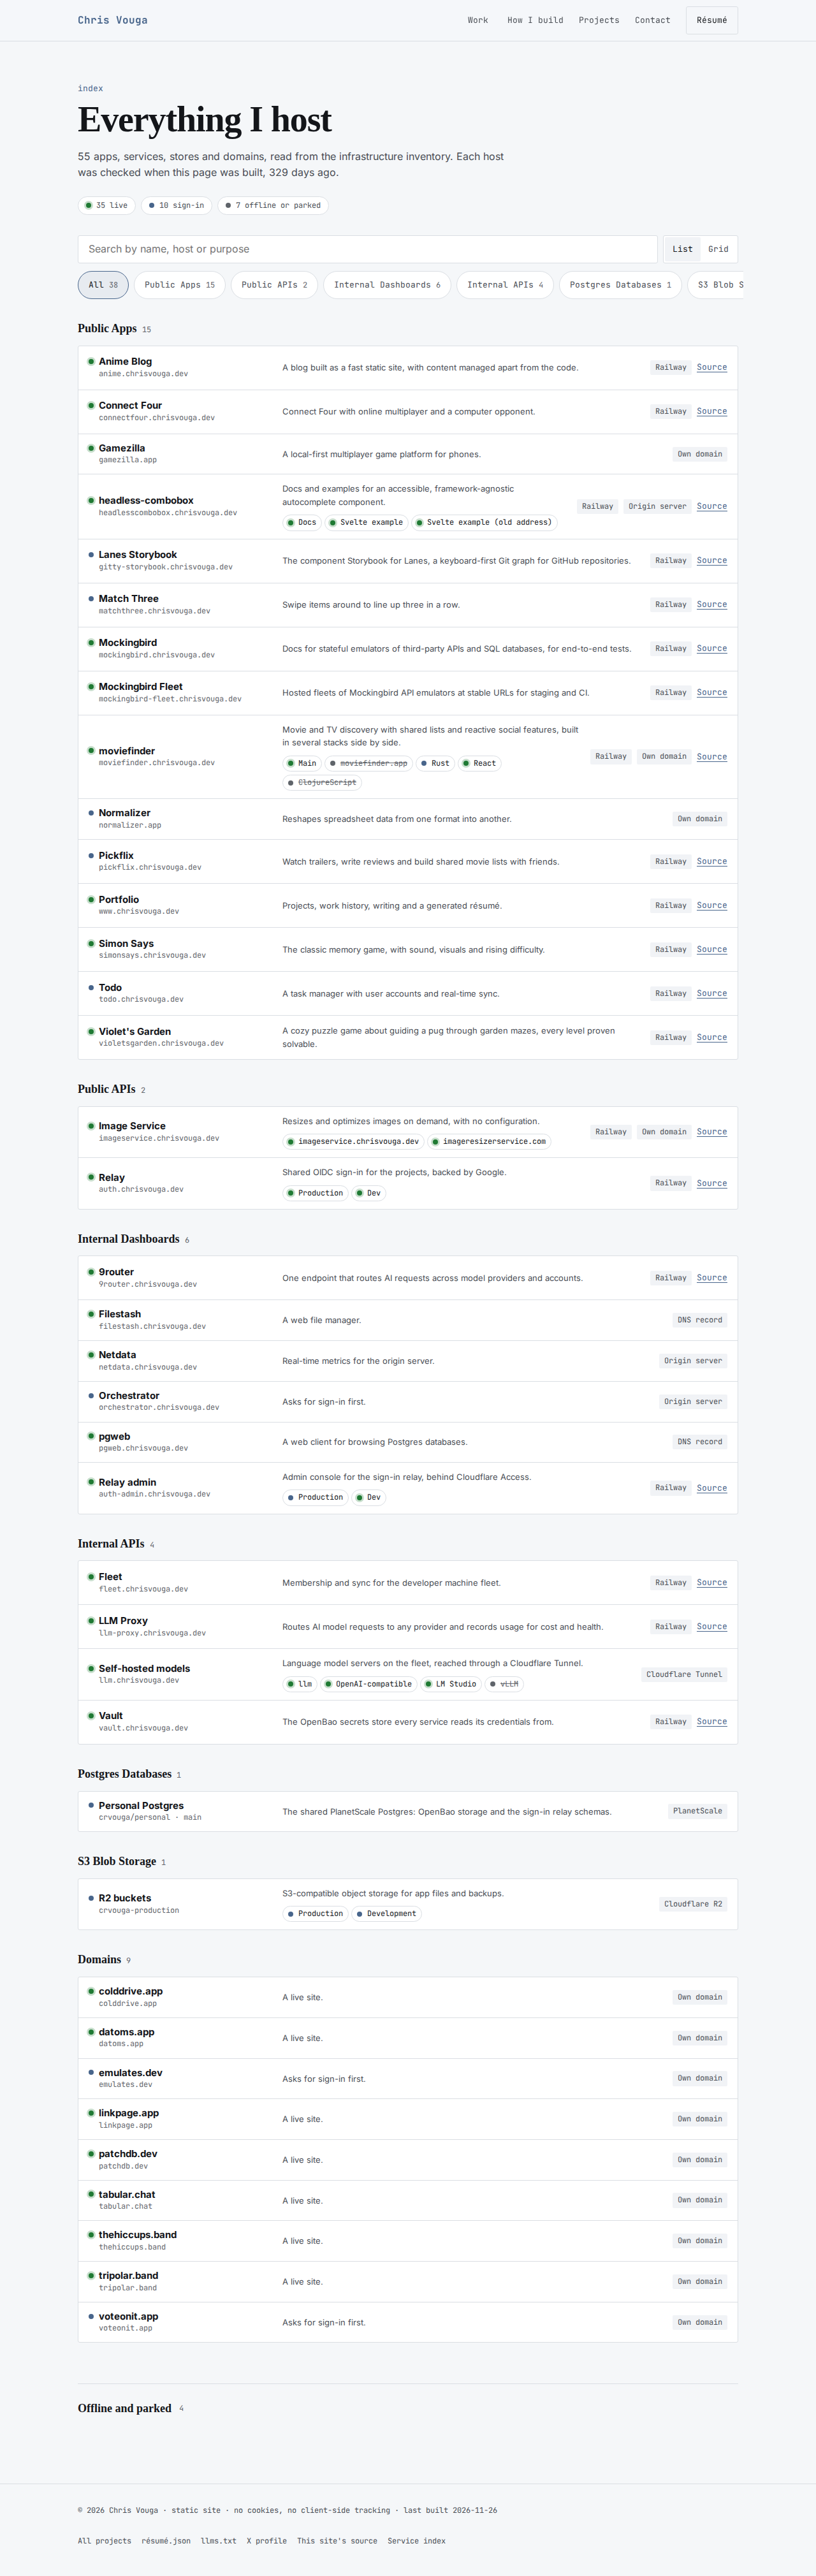 Chris Vouga
Work How I build Projects Contact Résumé
index
Everything I host
55 apps, services, stores and domains, read from the infrastructure inventory. Each host
was checked when this page was built, 329 days ago.
35 live 10 sign-in 7 offline or parked
Search by name, host or purpose
List Grid
All 38 Public Apps 15 Public APIs 2 Internal Dashboards 6 Internal APIs 4 Postgres Databases 1 S3 Blob S
Public Apps 15
Anime Blog
anime.chrisvouga.dev
A blog built as a fast static site, with content managed apart from the code.
Railway Source
Connect Four
connectfour.chrisvouga.dev
Connect Four with online multiplayer and a computer opponent.
Railway Source
Gamezilla
gamezilla.app
A local-first multiplayer game platform for phones.
Own domain
headless-combobox
headlesscombobox.chrisvouga.dev
Docs and examples for an accessible, framework-agnostic
autocomplete component.
Docs Svelte example Svelte example (old address)
Railway Origin server Source
Lanes Storybook
gitty-storybook.chrisvouga.dev
The component Storybook for Lanes, a keyboard-first Git graph for GitHub repositories.
Railway Source
Match Three
matchthree.chrisvouga.dev
Swipe items around to line up three in a row.
Railway Source
Mockingbird
mockingbird.chrisvouga.dev
Docs for stateful emulators of third-party APIs and SQL databases, for end-to-end tests.
Railway Source
Mockingbird Fleet
mockingbird-fleet.chrisvouga.dev
Hosted fleets of Mockingbird API emulators at stable URLs for staging and CI.
Railway Source
moviefinder
moviefinder.chrisvouga.dev
Movie and TV discovery with shared lists and reactive social features, built
in several stacks side by side.
Main moviefinder.app Rust React
ClojureScript
Railway Own domain Source
Normalizer
normalizer.app
Reshapes spreadsheet data from one format into another.
Own domain
Pickflix
pickflix.chrisvouga.dev
Watch trailers, write reviews and build shared movie lists with friends.
Railway Source
Portfolio
www.chrisvouga.dev
Projects, work history, writing and a generated résumé.
Railway Source
Simon Says
simonsays.chrisvouga.dev
The classic memory game, with sound, visuals and rising difficulty.
Railway Source
Todo
todo.chrisvouga.dev
A task manager with user accounts and real-time sync.
Railway Source
Violet's Garden
violetsgarden.chrisvouga.dev
A cozy puzzle game about guiding a pug through garden mazes, every level proven
solvable.
Railway Source
Public APIs 2
Image Service
imageservice.chrisvouga.dev
Resizes and optimizes images on demand, with no configuration.
imageservice.chrisvouga.dev imageresizerservice.com
Railway Own domain Source
Relay
auth.chrisvouga.dev
Shared OIDC sign-in for the projects, backed by Google.
Production Dev
Railway Source
Internal Dashboards 6
9router
9router.chrisvouga.dev
One endpoint that routes AI requests across model providers and accounts.
Railway Source
Filestash
filestash.chrisvouga.dev
A web file manager.
DNS record
Netdata
netdata.chrisvouga.dev
Real-time metrics for the origin server.
Origin server
Orchestrator
orchestrator.chrisvouga.dev
Asks for sign-in first.
Origin server
pgweb
pgweb.chrisvouga.dev
A web client for browsing Postgres databases.
DNS record
Relay admin
auth-admin.chrisvouga.dev
Admin console for the sign-in relay, behind Cloudflare Access.
Production Dev
Railway Source
Internal APIs 4
Fleet
fleet.chrisvouga.dev
Membership and sync for the developer machine fleet.
Railway Source
LLM Proxy
llm-proxy.chrisvouga.dev
Routes AI model requests to any provider and records usage for cost and health.
Railway Source
Self-hosted models
llm.chrisvouga.dev
Language model servers on the fleet, reached through a Cloudflare Tunnel.
llm OpenAI-compatible LM Studio vLLM
Cloudflare Tunnel
Vault
vault.chrisvouga.dev
The OpenBao secrets store every service reads its credentials from.
Railway Source
Postgres Databases 1
Personal Postgres
crvouga/personal · main
The shared PlanetScale Postgres: OpenBao storage and the sign-in relay schemas.
PlanetScale
S3 Blob Storage 1
R2 buckets
crvouga-production
S3-compatible object storage for app files and backups.
Production Development
Cloudflare R2
Domains 9
colddrive.app
colddrive.app
A live site.
Own domain
datoms.app
datoms.app
A live site.
Own domain
emulates.dev
emulates.dev
Asks for sign-in first.
Own domain
linkpage.app
linkpage.app
A live site.
Own domain
patchdb.dev
patchdb.dev
A live site.
Own domain
tabular.chat
tabular.chat
A live site.
Own domain
thehiccups.band
thehiccups.band
A live site.
Own domain
tripolar.band
tripolar.band
A live site.
Own domain
voteonit.app
voteonit.app
Asks for sign-in first.
Own domain
Offline and parked 4
© 2026 Chris Vouga · static site · no cookies, no client-side tracking · last built 2026-11-26
All projects résumé.json llms.txt X profile This site's source Service index